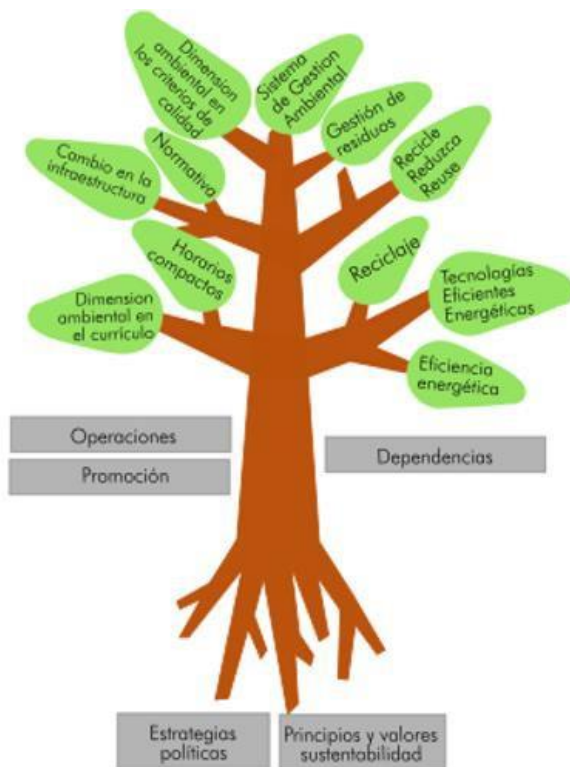 Dimension
ambiental en
los criterios de
calidad
Sistema
de Gestion
Ambiental
Gestión de
residuos
Recicle
Reduzca
Reuse
Normativa
Cambio en la
infraestructura
Horarios
compactos
Reciclaje
Tecnologías
Eficientes
Energéticas
Dimension
ambiental en
el currículo
Eficiencia
energética
Operaciones
Promoción
Dependencias
Estrategias
políticas
Principios y valores
sustentabilidad